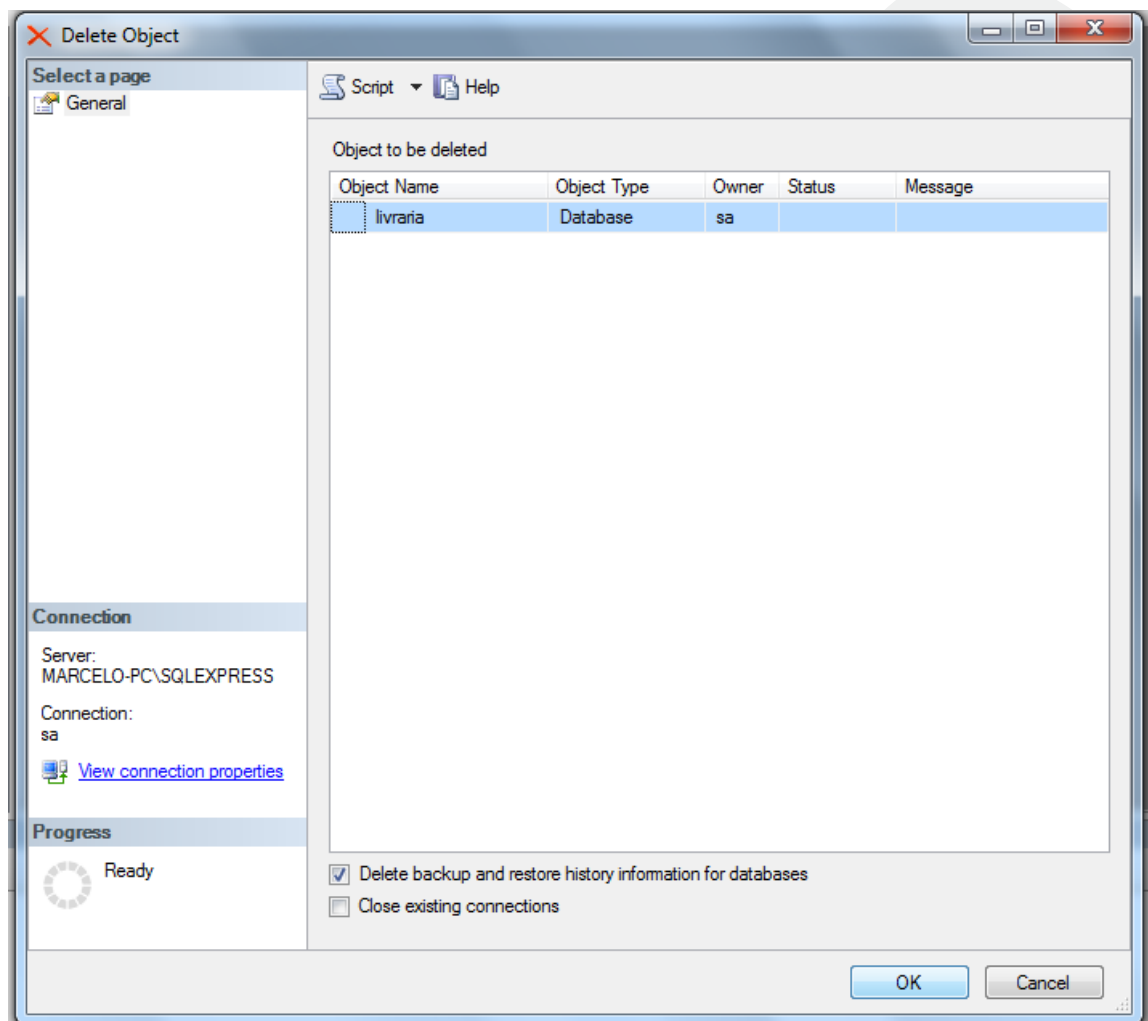 Delete Object
Select a page
General
Script Help
Object to be deleted
Object Name Object Type Owner Status Message
livraria Database sa
Connection
Server:
MARCELO-PC\SQLEXPRESS
Connection:
sa
View connection properties
Progress
Ready
Delete backup and restore history information for databases
Close existing connections
OK Cancel